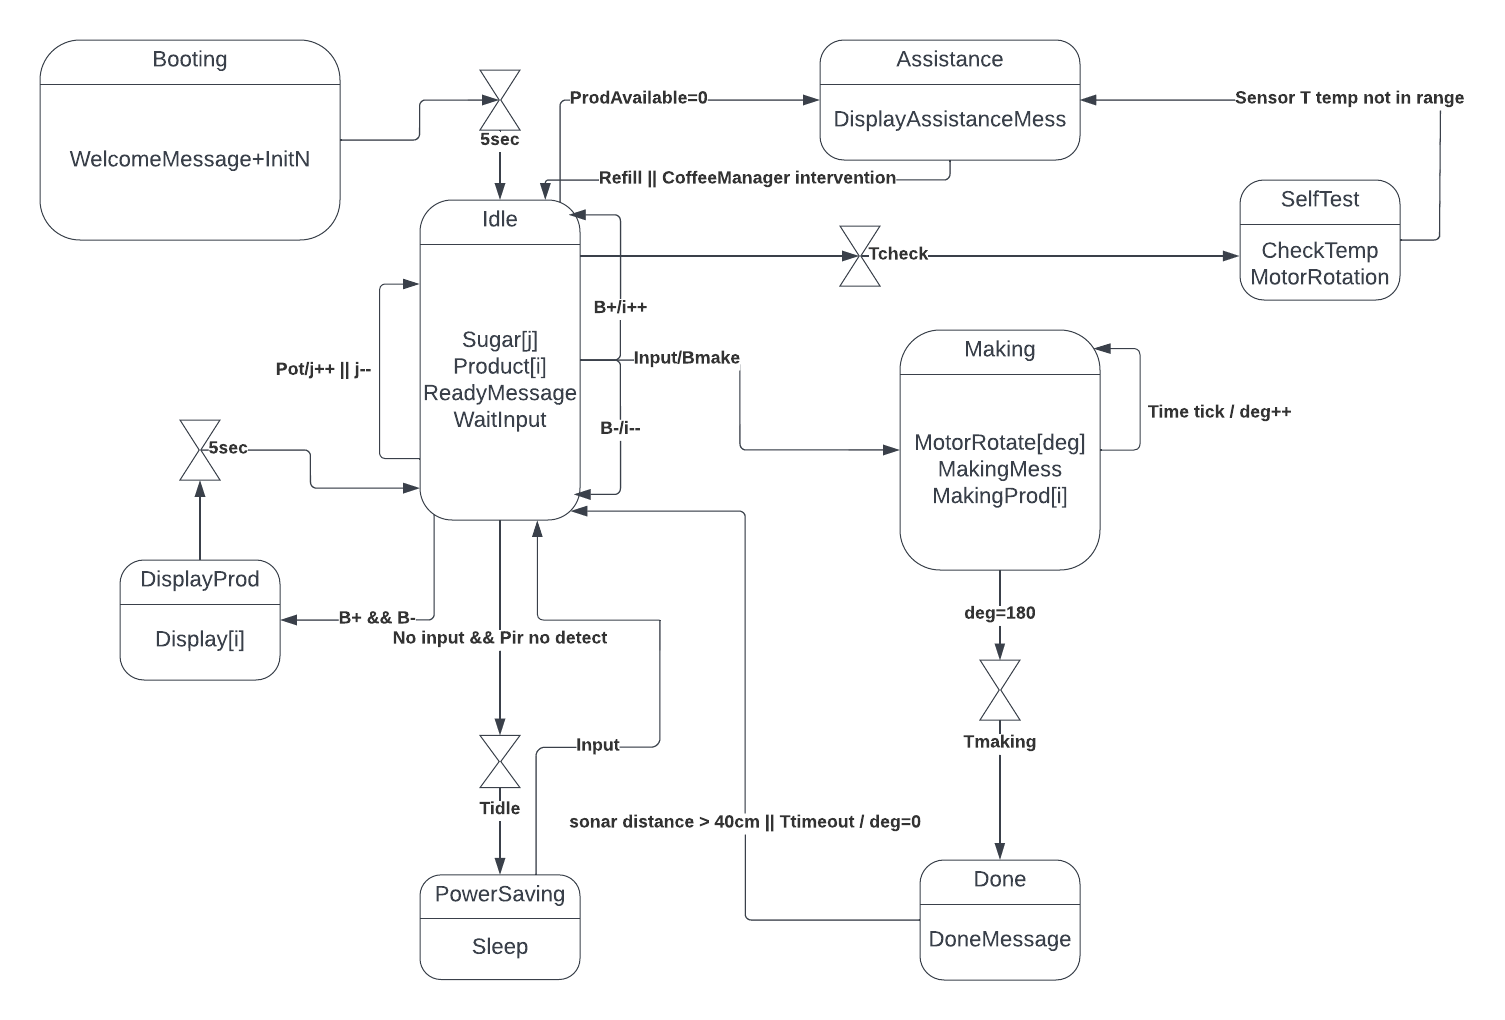 Booting
WelcomeMessage+InitN
5sec
ProdAvailable=0
Assistance
DisplayAssistanceMess
Sensor T temp not in range
Refill || CoffeeManager intervention
SelfTest
CheckTemp
MotorRotation
Idle
Sugar[j]
Product[i]
ReadyMessage
WaitInput
Tcheck
B+/i++
Input/Bmake
B-/i--
Pot/j++ || j--
Making
MotorRotate[deg]
MakingMess
MakingProd[i]
Time tick / deg++
5sec
DisplayProd
Display[i]
B+ && B-
No input && Pir no detect
deg=180
Tmaking
Input
Tidle
sonar distance > 40cm || Ttimeout / deg=0
PowerSaving
Sleep
Done
DoneMessage